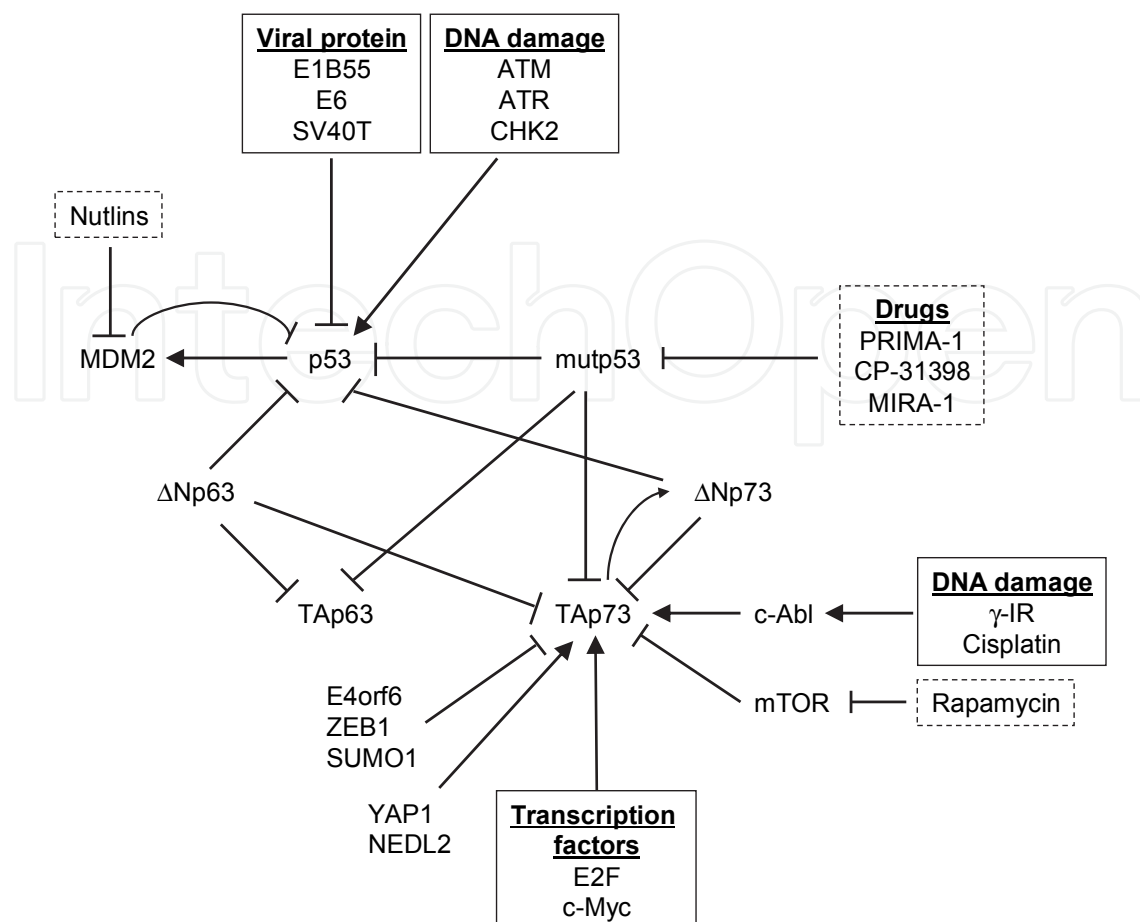 Viral protein
E1B55
E6
SV40T
DNA damage
ATM
ATR
CHK2
Nutlins
IntechOpen
MDM2
p53
mutp53
Drugs
PRIMA-1
CP-31398
MIRA-1
ΔNp63
ΔNp73
TAp63
TAp73
c-Abl
DNA damage
γ-IR
Cisplatin
E4orf6
ZEB1
SUMO1
mTOR
Rapamycin
YAP1
NEDL2
Transcription
factors
E2F
c-Myc